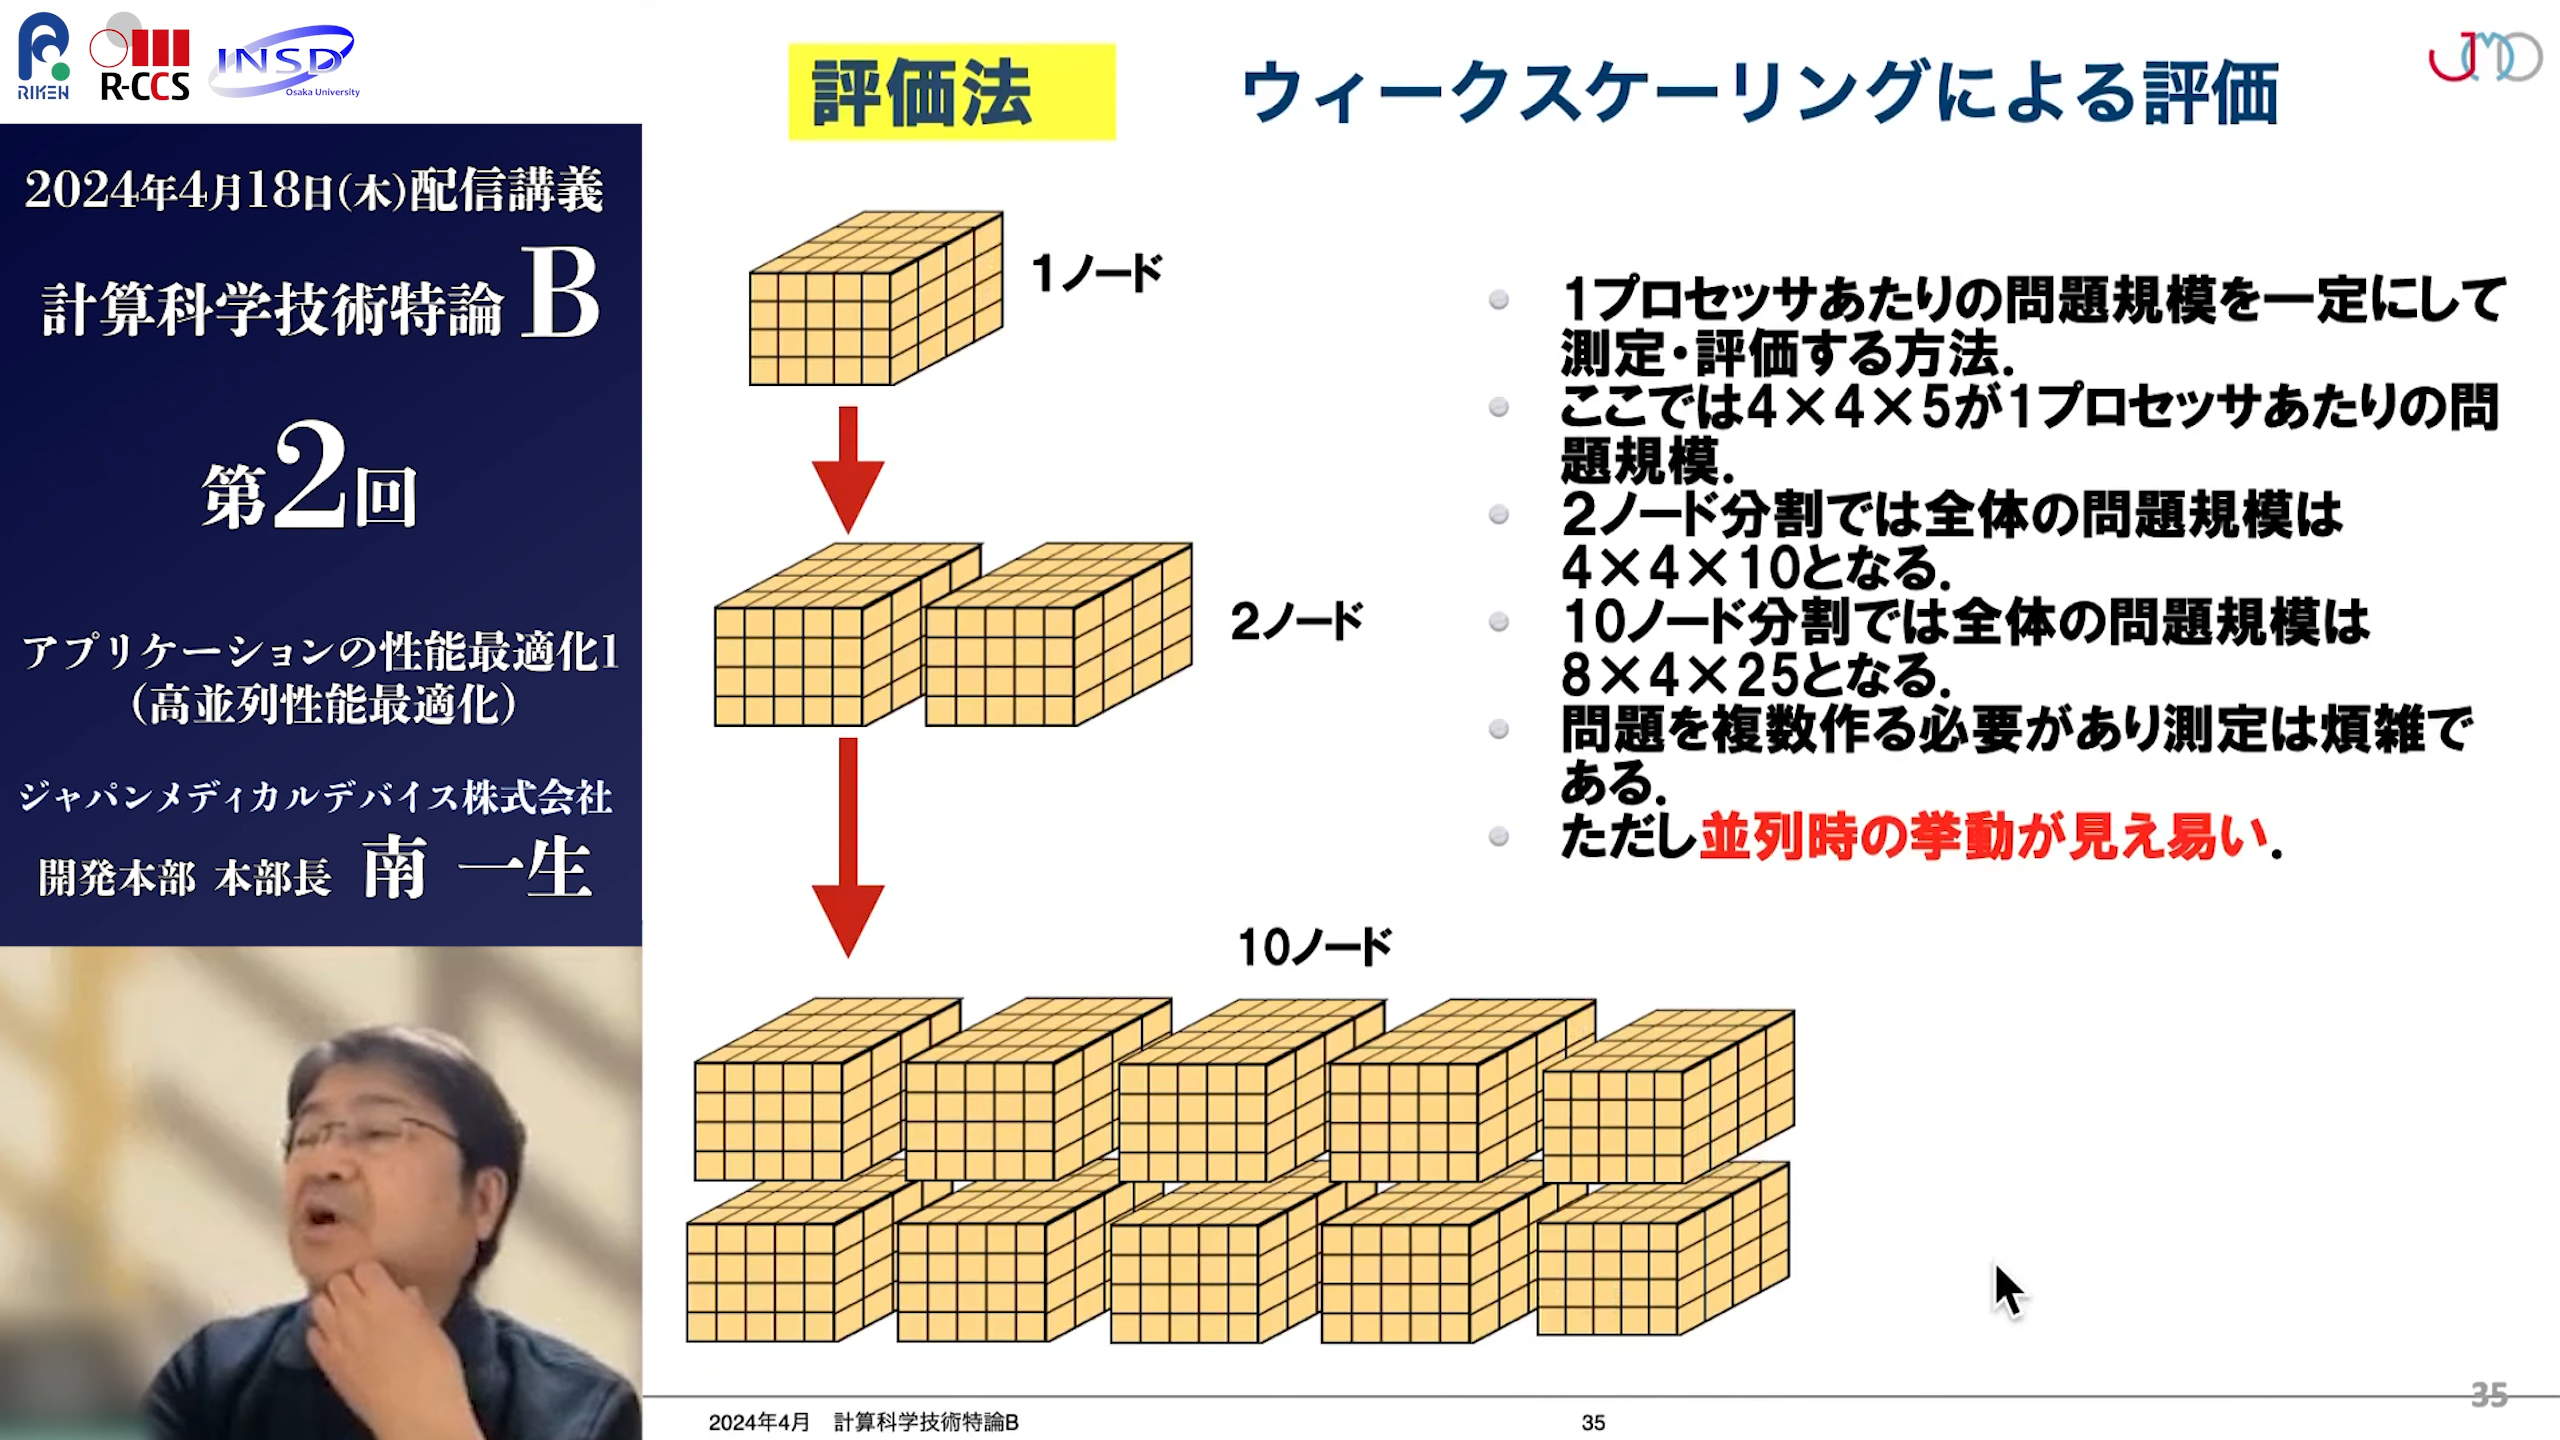 RIKEN
R-CCS
INSD
Osaka University
2024年4月18日(木)配信講義
計算科学技術特論 B
第2回
アプリケーションの性能最適化1
(高並列性能最適化)
ジャパンメディカルデバイス株式会社
開発本部 本部長 南 一生
評価法 ウィークスケーリングによる評価
JMD
1ノード
1プロセッサあたりの問題規模を一定にして
測定・評価する方法.
ここでは4×4×5が1プロセッサあたりの問
題規模.
2ノード分割では全体の問題規模は
4×4×10となる.
10ノード分割では全体の問題規模は
8×4×25となる.
問題を複数作る必要があり測定は煩雑で
ある.
ただし並列時の挙動が見え易い.
2ノード
10ノード
2024年4月 計算科学技術特論B
35
35